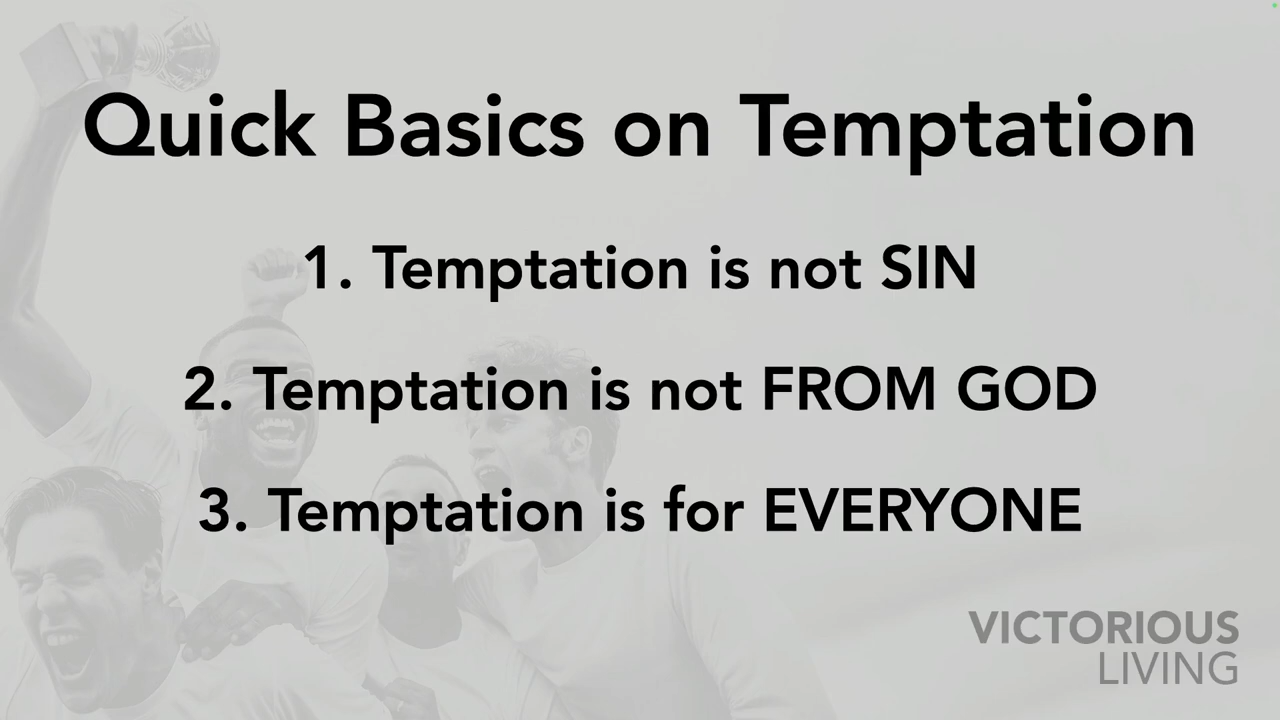 Quick Basics on Temptation
1. Temptation is not SIN
2. Temptation is not FROM GOD
3. Temptation is for EVERYONE
VICTORIOUS
LIVING